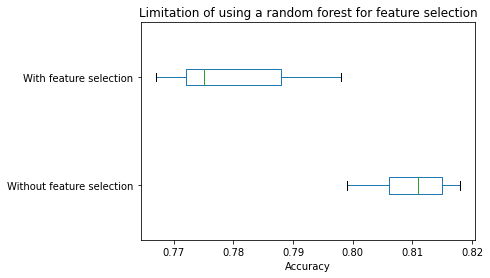 Limitation of using a random forest for feature selection
With feature selection
Without feature selection
0.77 0.78 0.79 0.80 0.81 0.82
Accuracy